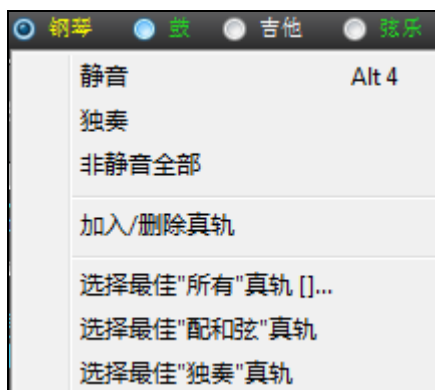 钢琴 鼓 吉他 弦乐
静音 Alt 4
独奏
非静音全部
加入/删除真轨
选择最佳"所有"真轨 []...
选择最佳"配和弦"真轨
选择最佳"独奏"真轨